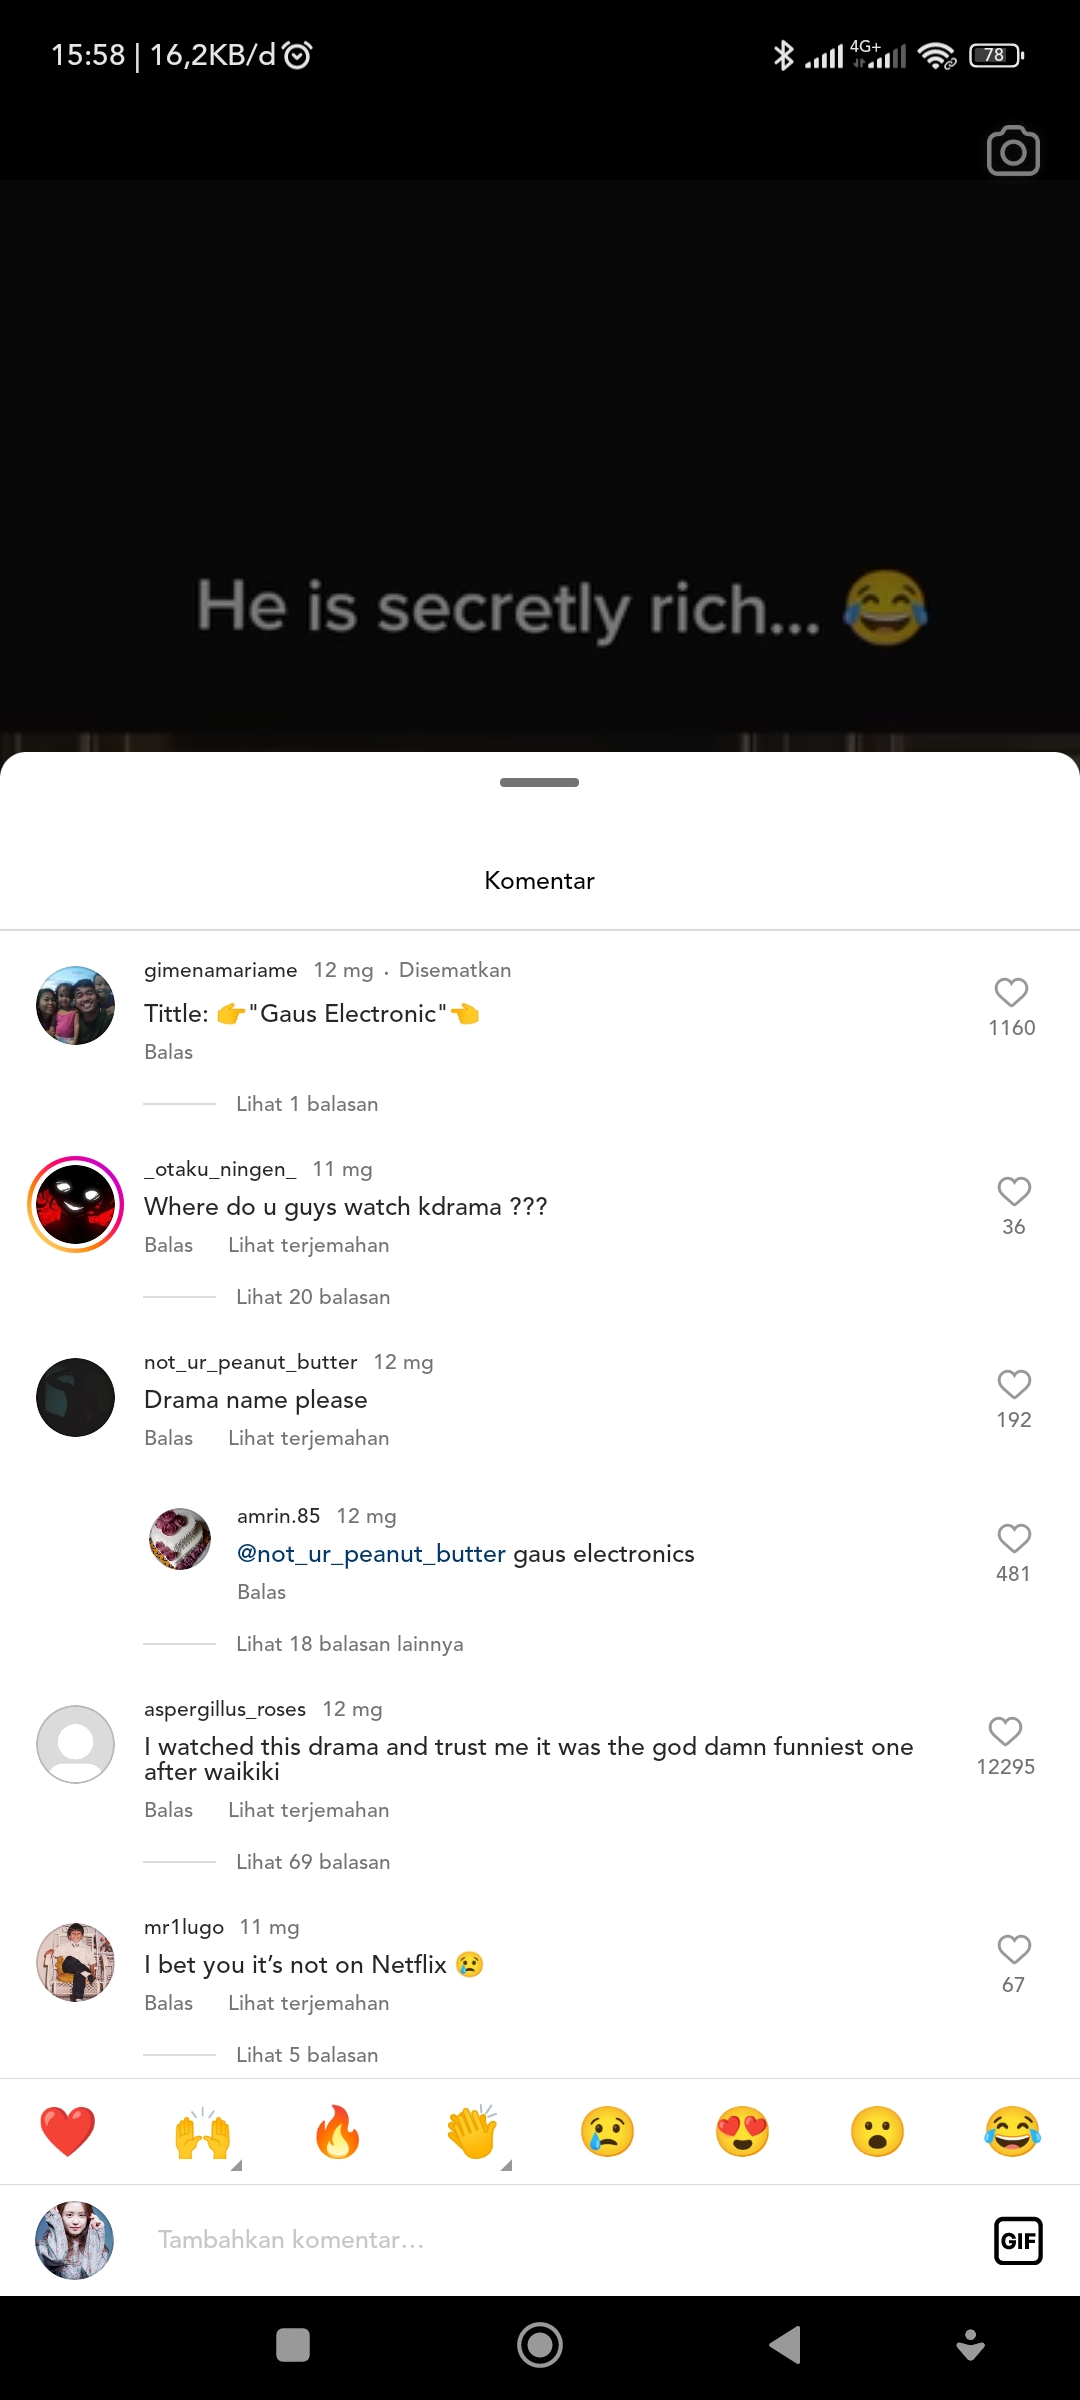 15:58 | 16,2KB/d
4G+
78
He is secretly rich... 😂
Komentar
gimenamariame 12 mg · Disematkan
Tittle: 👉"Gaus Electronic"👈
1160
Balas
Lihat 1 balasan
_otaku_ningen_ 11 mg
Where do u guys watch kdrama ???
36
Balas Lihat terjemahan
Lihat 20 balasan
not_ur_peanut_butter 12 mg
Drama name please
192
Balas Lihat terjemahan
amrin.85 12 mg
@not_ur_peanut_butter gaus electronics
481
Balas
Lihat 18 balasan lainnya
aspergillus_roses 12 mg
I watched this drama and trust me it was the god damn funniest one
after waikiki
12295
Balas Lihat terjemahan
Lihat 69 balasan
mr1lugo 11 mg
I bet you it’s not on Netflix 😢
67
Balas Lihat terjemahan
Lihat 5 balasan
❤️ 🙌 🔥 👏 😢 😍 😮 😂
Tambahkan komentar...
GIF